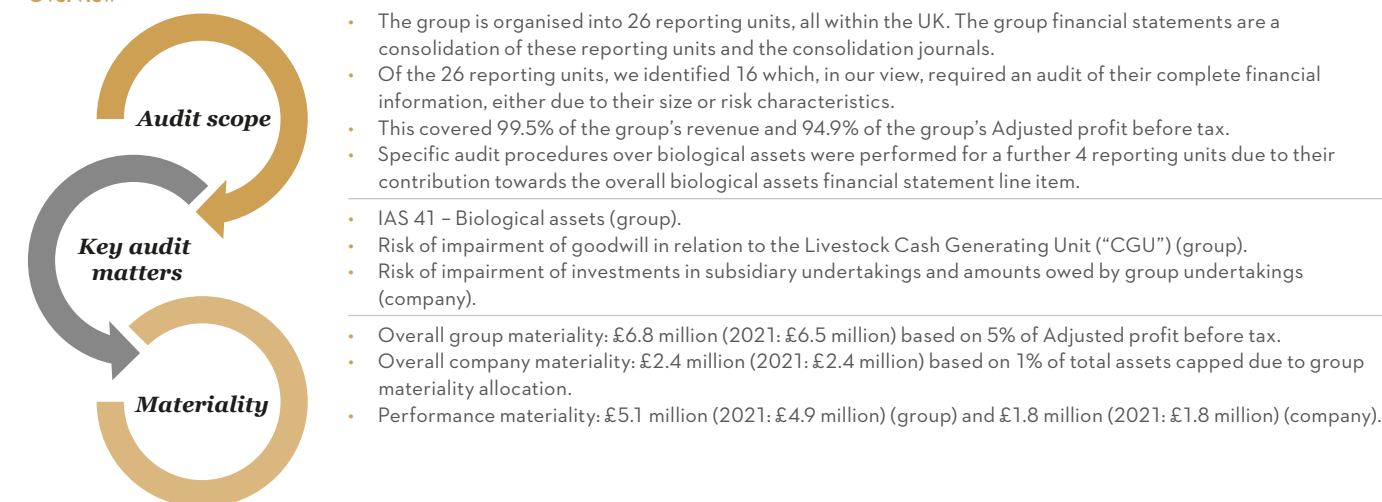 Audit scope
• The group is organised into 26 reporting units, all within the UK. The group financial statements are a
consolidation of these reporting units and the consolidation journals.
• Of the 26 reporting units, we identified 16 which, in our view, required an audit of their complete financial
information, either due to their size or risk characteristics.
• This covered 99.5% of the group's revenue and 94.9% of the group's Adjusted profit before tax.
• Specific audit procedures over biological assets were performed for a further 4 reporting units due to their
contribution towards the overall biological assets financial statement line item.
Key audit
matters
• IAS 41 – Biological assets (group).
• Risk of impairment of goodwill in relation to the Livestock Cash Generating Unit (“CGU”) (group).
• Risk of impairment of investments in subsidiary undertakings and amounts owed by group undertakings
(company).
Materiality
• Overall group materiality: £6.8 million (2021: £6.5 million) based on 5% of Adjusted profit before tax.
• Overall company materiality: £2.4 million (2021: £2.4 million) based on 1% of total assets capped due to group
materiality allocation.
• Performance materiality: £5.1 million (2021: £4.9 million) (group) and £1.8 million (2021: £1.8 million) (company).